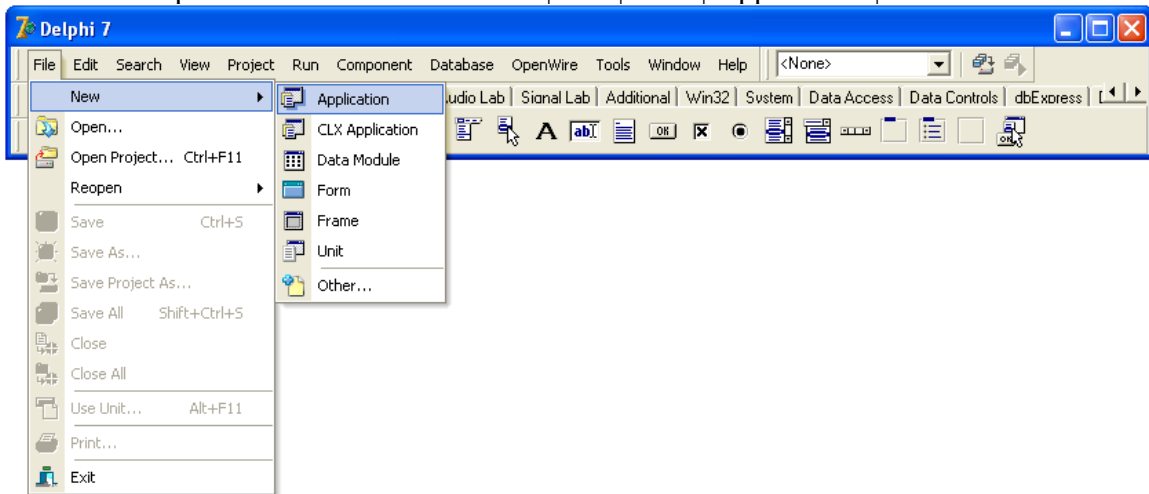 Delphi 7
File Edit Search View Project Run Component Database OpenWire Tools Window Help <None>
New Application udio Lab Signal Lab Additional Win32 System Data Access Data Controls dbExpress
Open... CLX Application
Open Project... Ctrl+F11 Data Module
Reopen Form
Save Ctrl+S Frame
Save As... Unit
Save Project As... Other...
Save All Shift+Ctrl+S
Close
Close All
Use Unit... Alt+F11
Print...
Exit